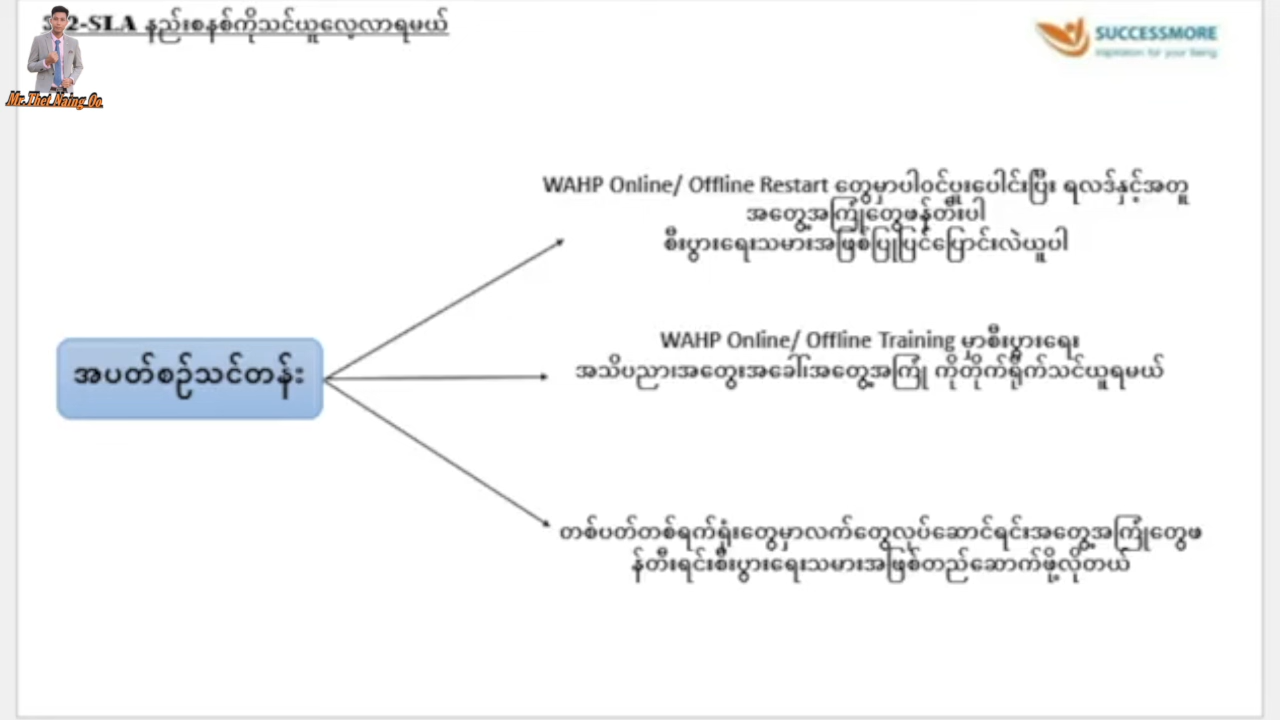 -SLA နည်းစနစ်ကိုသင်ယူလေ့လာရမယ်
SUCCESSMORE
Inspiration for your Being
Mr.Thet Naing Oo
WAHP Online/ Offline Restart တွေမှာပါဝင်ပူးပေါင်းပြီး ရလဒ်နှင့်အတူ
အတွေ့အကြုံတွေဖန်တီးပါ
စီးပွားရေးသမားအဖြစ်ပြုပြင်ပြောင်းလဲယူပါ
WAHP Online/ Offline Training မှာစီးပွားရေး
အသိပညာ၊အတွေးအခေါ်၊အတွေ့အကြုံ ကိုတိုက်ရိုက်သင်ယူရမယ်
အပတ်စဉ်သင်တန်း
တစ်ပတ်တစ်ရက်ရုံးတွေမှာလက်တွေ့လုပ်ဆောင်ရင်းအတွေ့အကြုံတွေဖ
န်တီးရင်းစီးပွားရေးသမားအဖြစ်တည်ဆောက်ဖို့လိုတယ်